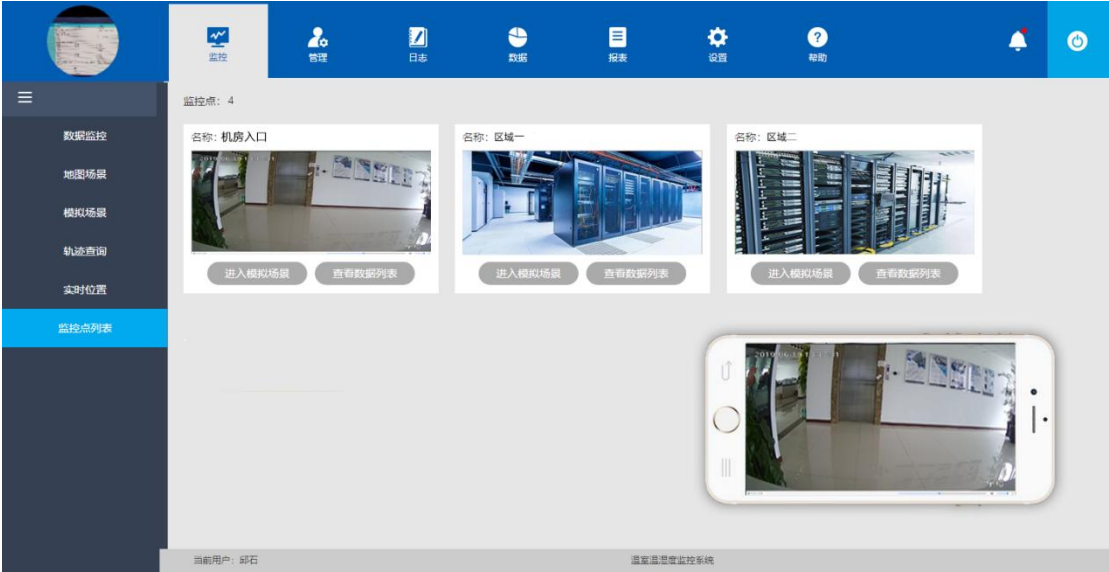 监控 管理 日志 数据 报表 设置 帮助
监控点：4
数据监控
地图场景
模拟场景
轨迹查询
实时位置
监控点列表
名称：机房入口
进入模拟场景 查看数据列表
名称：区域一
进入模拟场景 查看数据列表
名称：区域二
进入模拟场景 查看数据列表
当前用户：邱石
温室温湿度监控系统